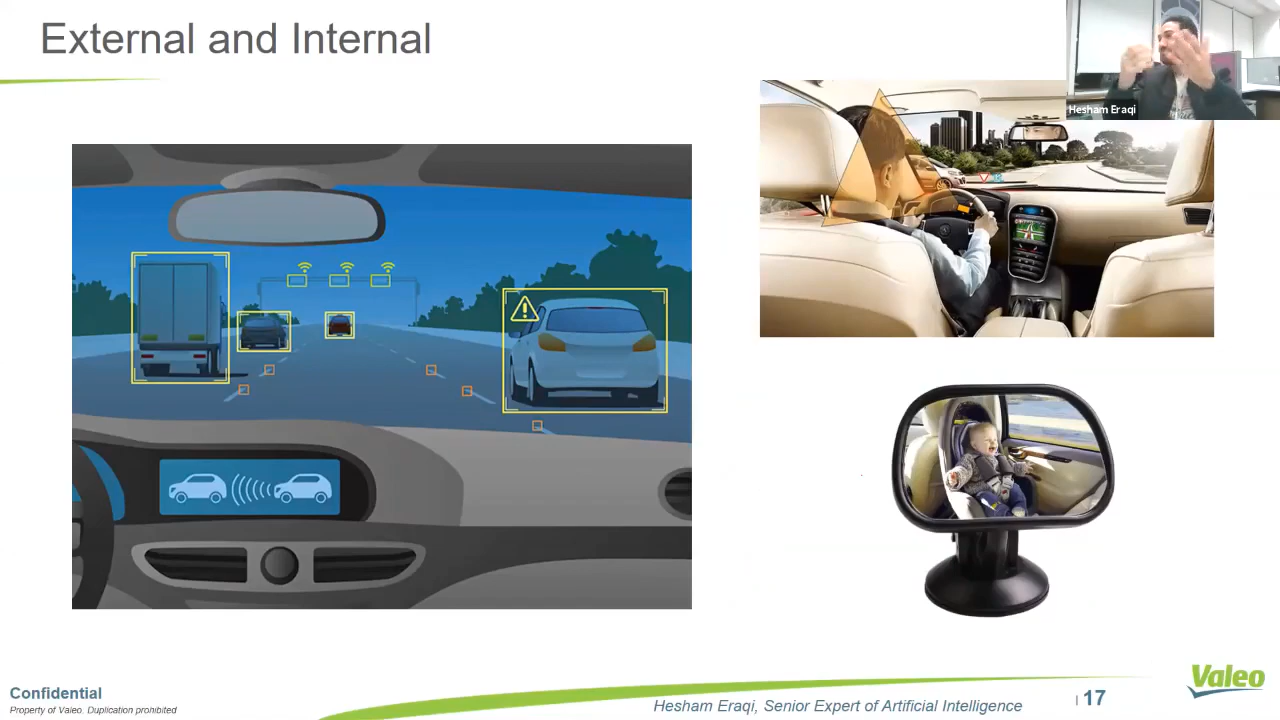 External and Internal
Hesham Eraqi
Confidential
Property of Valeo. Duplication prohibited
Hesham Eraqi, Senior Expert of Artificial Intelligence
17
Valeo